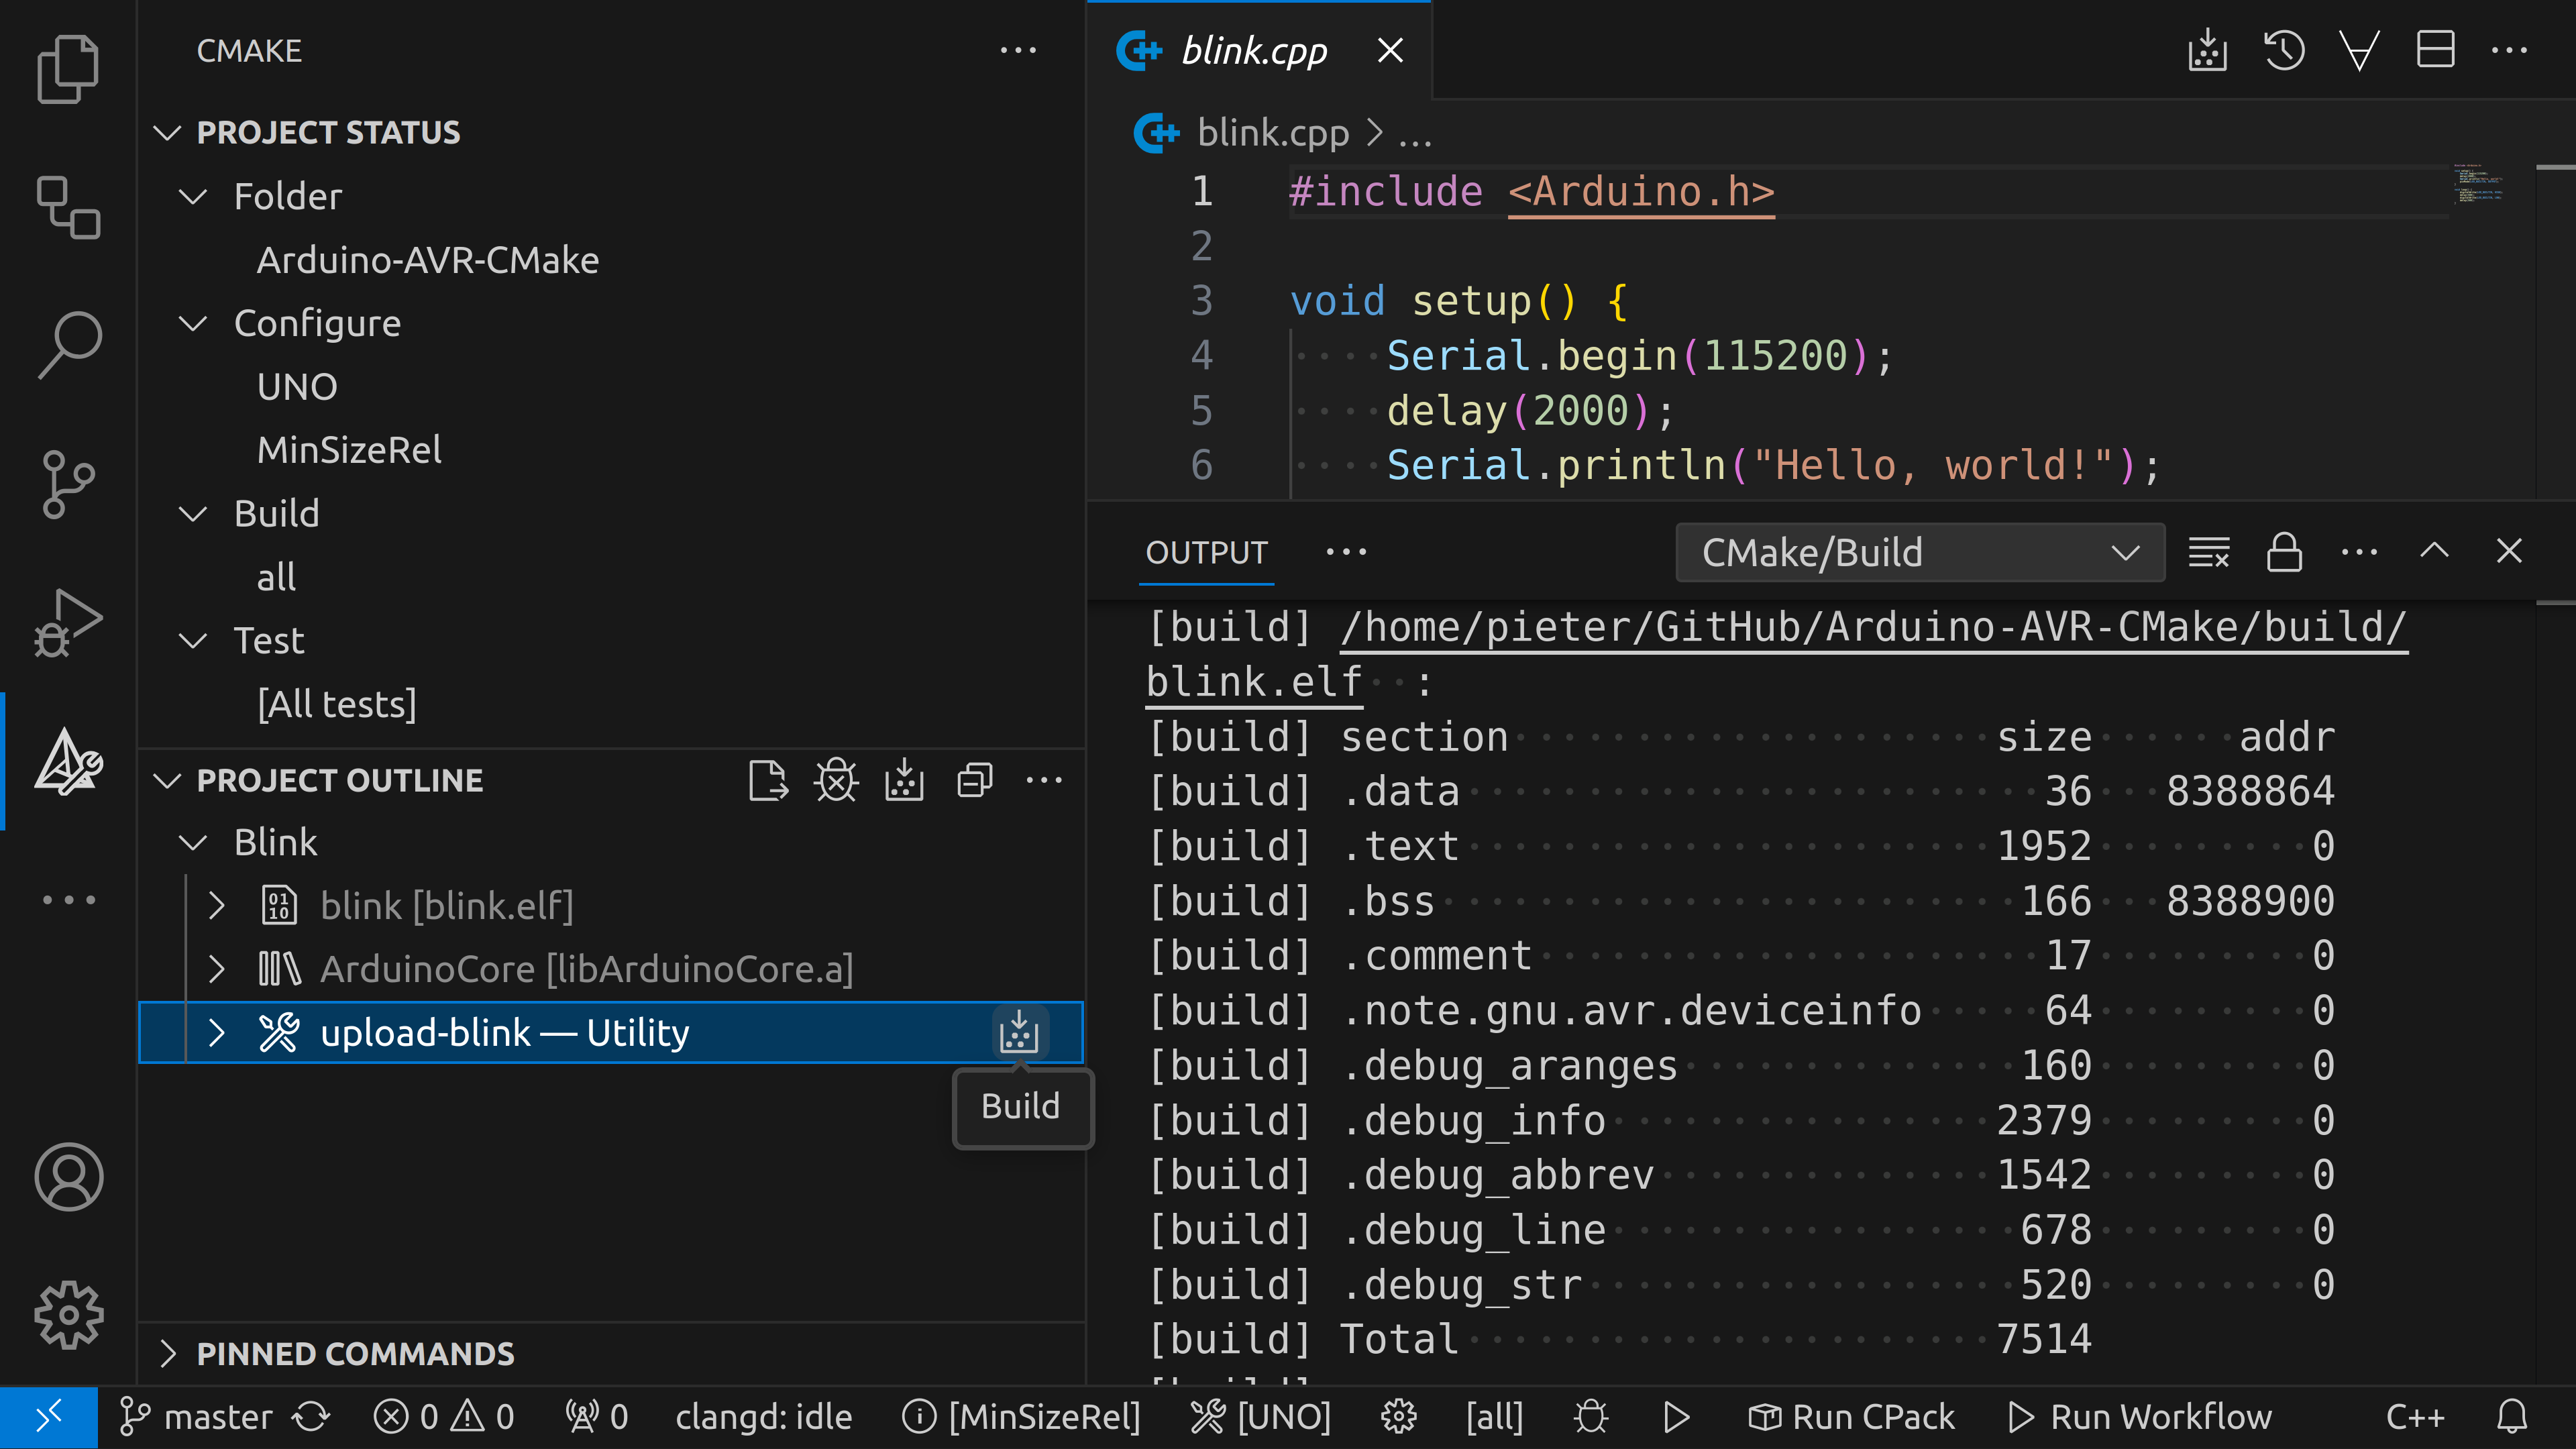 CMAKE
PROJECT STATUS
Folder
Arduino-AVR-CMake
Configure
UNO
MinSizeRel
Build
all
Test
[All tests]
PROJECT OUTLINE
Blink
blink [blink.elf]
ArduinoCore [libArduinoCore.a]
upload-blink — Utility
Build
PINNED COMMANDS
blink.cpp
blink.cpp > ...
1 #include <Arduino.h>
2
3 void setup() {
4 Serial.begin(115200);
5 delay(2000);
6 Serial.println("Hello, world!");
OUTPUT
CMake/Build
[build] /home/pieter/GitHub/Arduino-AVR-CMake/build/
blink.elf :
[build] section size addr
[build] .data 36 8388864
[build] .text 1952 0
[build] .bss 166 8388900
[build] .comment 17 0
[build] .note.gnu.avr.deviceinfo 64 0
[build] .debug_aranges 160 0
[build] .debug_info 2379 0
[build] .debug_abbrev 1542 0
[build] .debug_line 678 0
[build] .debug_str 520 0
[build] Total 7514
master 0 0 0 clangd: idle [MinSizeRel] [UNO] [all] Run CPack Run Workflow C++